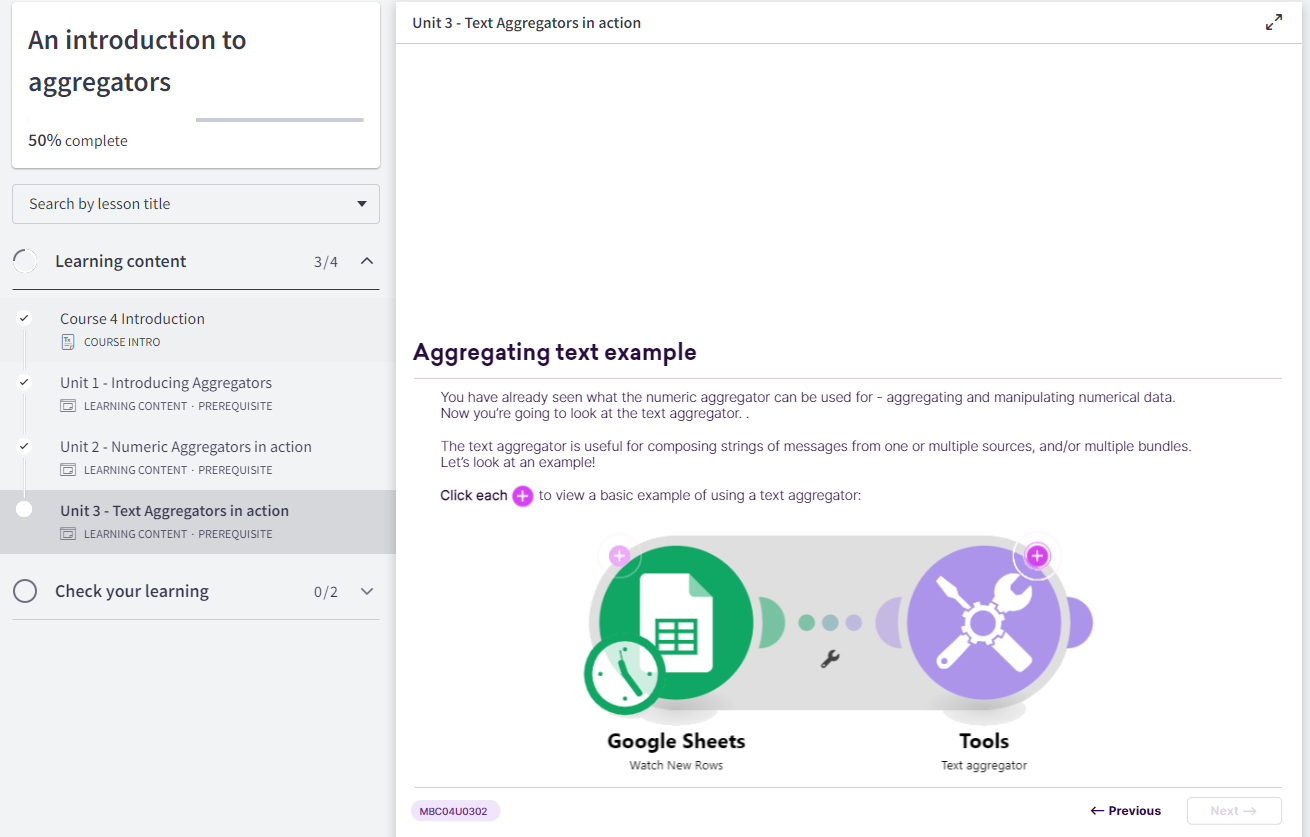 An introduction to
aggregators
50% complete
Search by lesson title
Learning content 3/4
Course 4 Introduction
COURSE INTRO
Unit 1 - Introducing Aggregators
LEARNING CONTENT · PREREQUISITE
Unit 2 - Numeric Aggregators in action
LEARNING CONTENT · PREREQUISITE
Unit 3 - Text Aggregators in action
LEARNING CONTENT · PREREQUISITE
Check your learning 0/2
Unit 3 - Text Aggregators in action
Aggregating text example
You have already seen what the numeric aggregator can be used for - aggregating and manipulating numerical data.
Now you're going to look at the text aggregator. .
The text aggregator is useful for composing strings of messages from one or multiple sources, and/or multiple bundles.
Let's look at an example!
Click each + to view a basic example of using a text aggregator:
Google Sheets
Watch New Rows
Tools
Text aggregator
MBC04U0302
← Previous
Next →